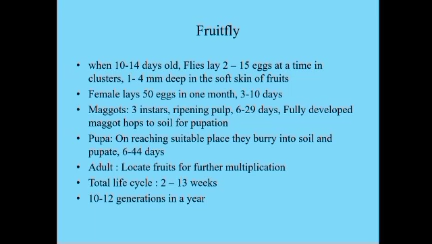 Fruitfly
• when 10-14 days old, Flies lay 2 – 15 eggs at a time in
clusters, 1- 4 mm deep in the soft skin of fruits
• Female lays 50 eggs in one month, 3-10 days
• Maggots: 3 instars, ripening pulp, 6-29 days, Fully developed
maggot hops to soil for pupation
• Pupa: On reaching suitable place they burry into soil and
pupate, 6-44 days
• Adult : Locate fruits for further multiplication
• Total life cycle : 2 – 13 weeks
• 10-12 generations in a year